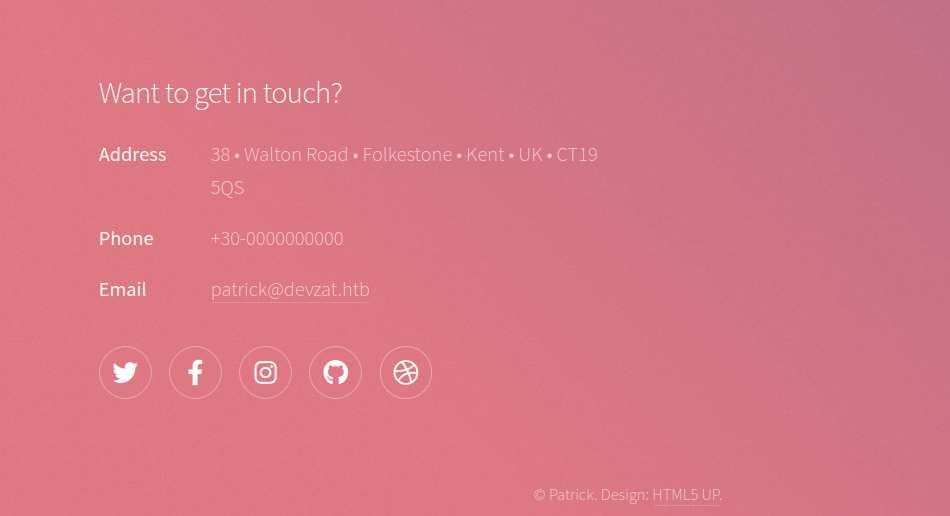 Want to get in touch?
Address 38 • Walton Road • Folkestone • Kent • UK • CT19
5QS
Phone +30-0000000000
Email patrick@devzat.htb
© Patrick. Design: HTML5 UP.